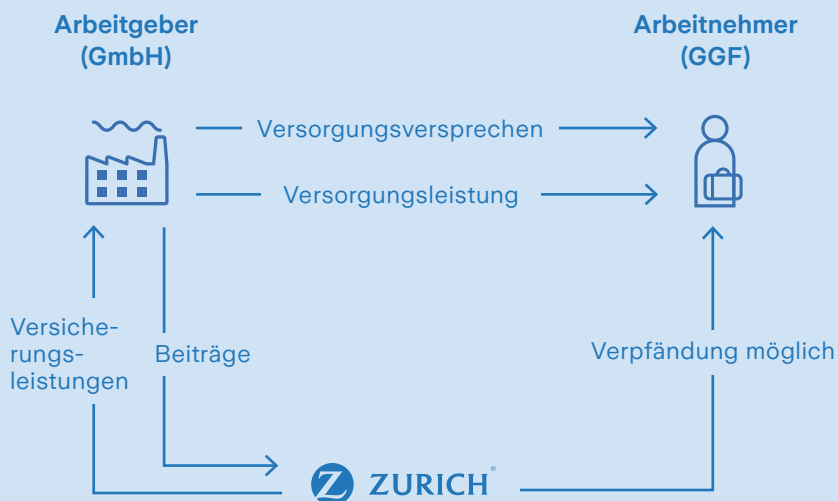 Arbeitgeber
(GmbH)
Arbeitnehmer
(GGF)
Versorgungsversprechen
Versorgungsleistung
Versiche-
rungs-
leistungen
Beiträge
Verpfändung möglich
Z ZURICH®